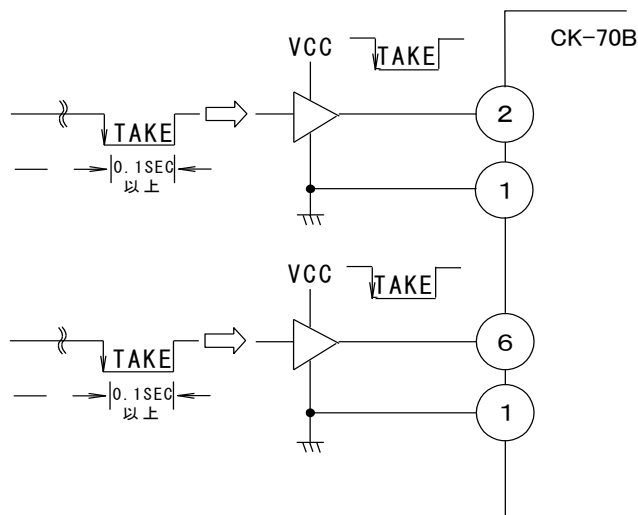 CK-70B
VCC
TAKE
TAKE
0.1SEC
以上
2
1
VCC
TAKE
TAKE
0.1SEC
以上
6
1